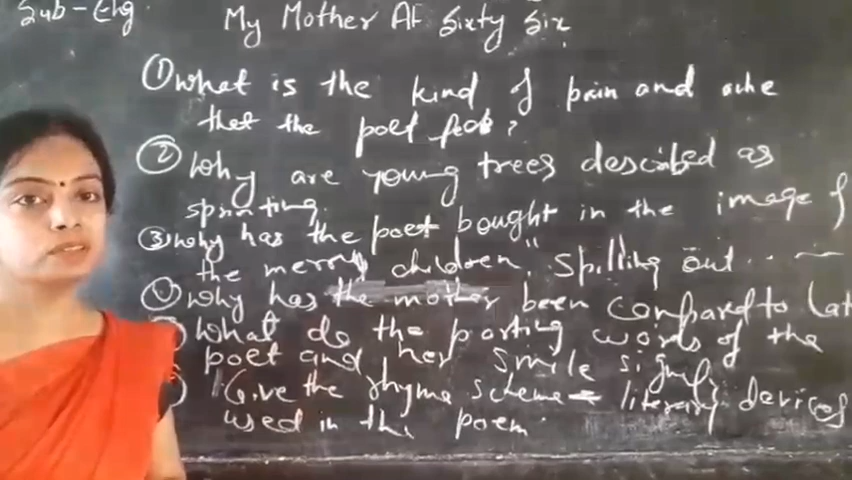 Sub - Eng
My Mother At Sixty Six
① What is the kind of pain and ache
that the poet feels?
② Why are young trees described as
sprinting.
③ Why has the poet bought in the image of
the merry children, "spilling out..
④ Why has the mother been compared to lat
What do the parting words of the
poet and her smile signify
Give the rhyme scheme literary devices
used in the poem.